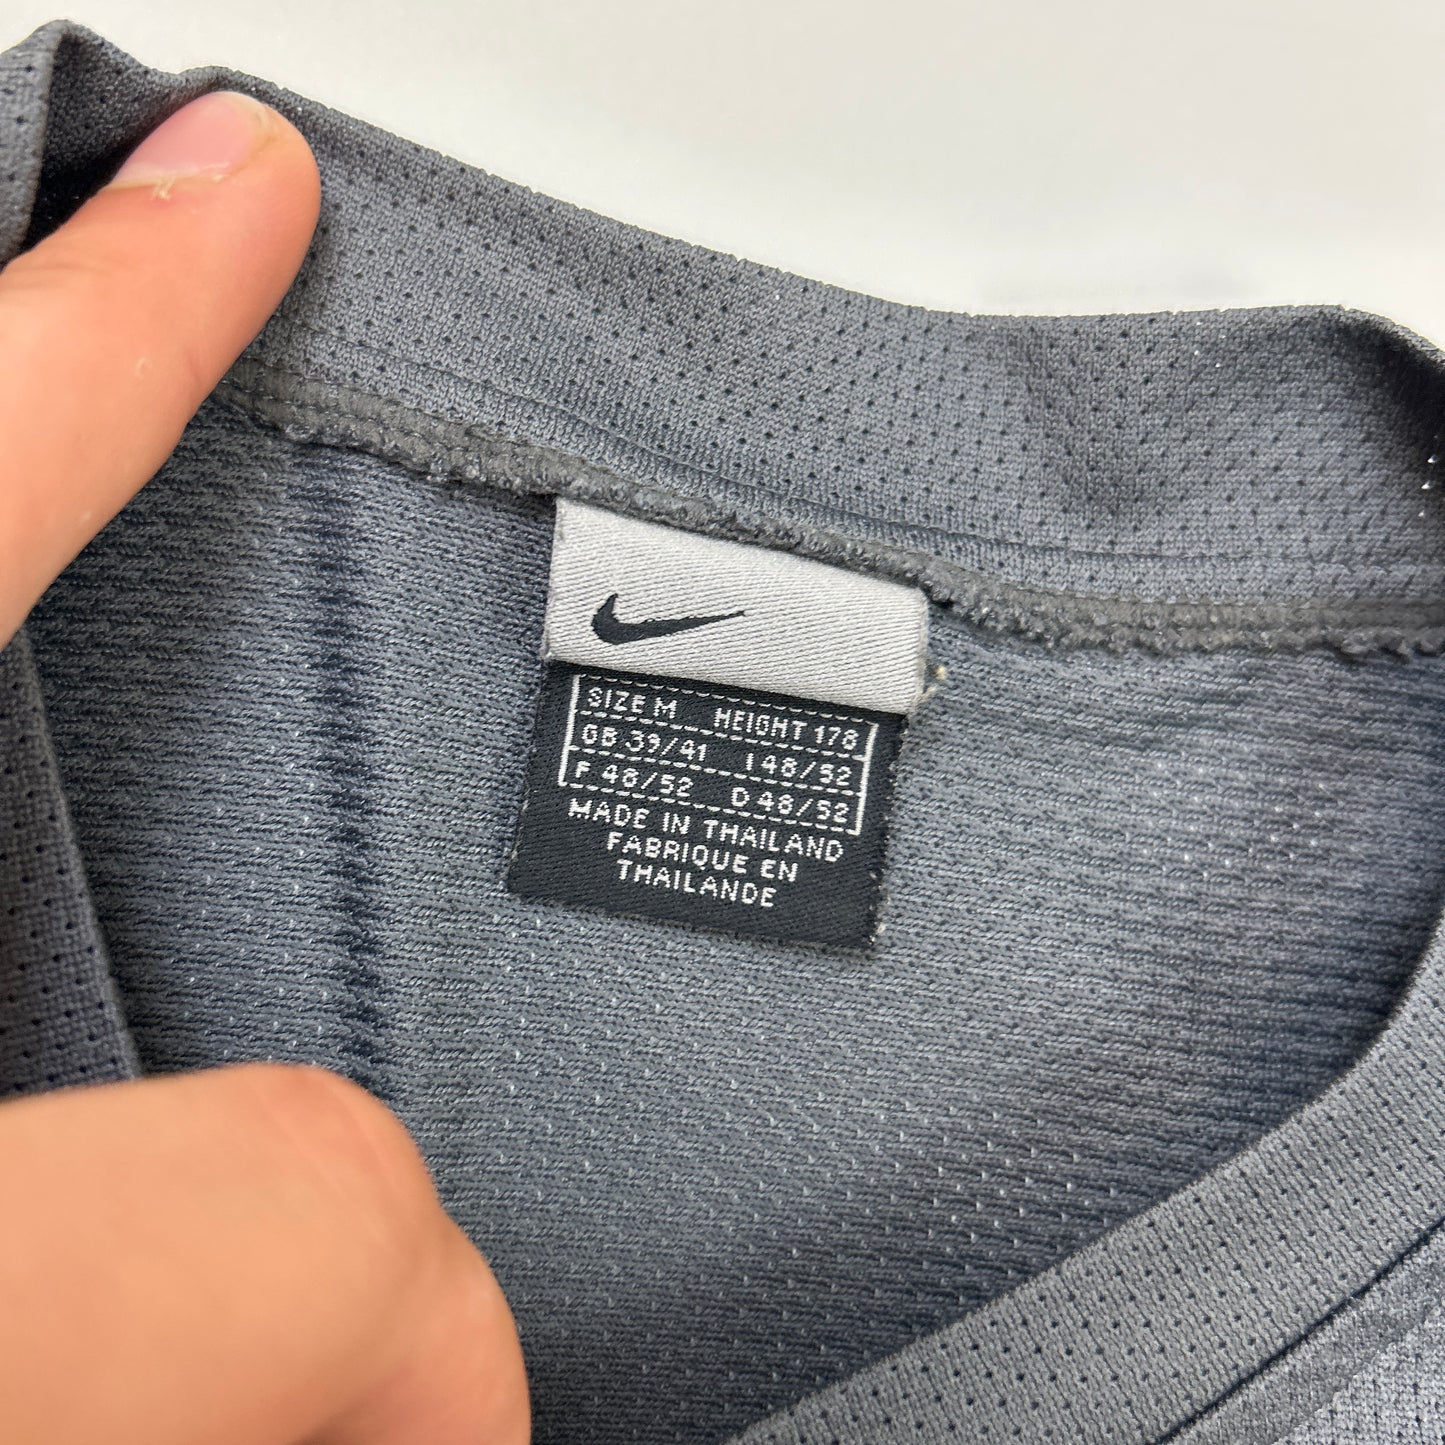 SIZE M HEIGHT 178
GB 39/41 I 48/52
F 48/52 D 48/52
MADE IN THAILAND
FABRIQUE EN
THAILANDE